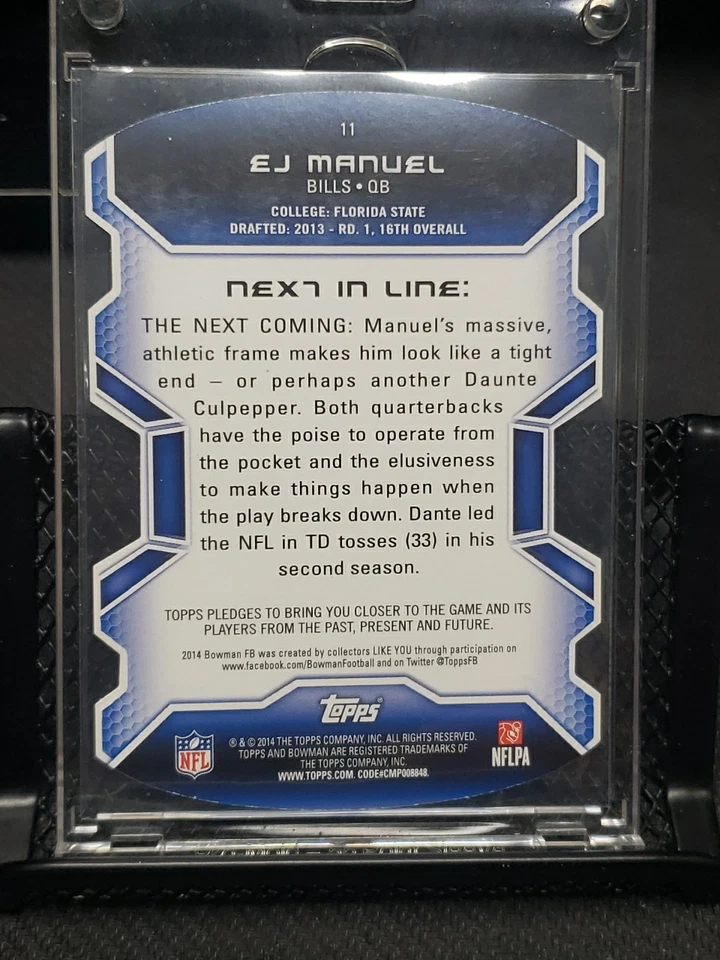 11
EJ MANUEL
BILLS • QB
COLLEGE: FLORIDA STATE
DRAFTED: 2013 - RD. 1, 16TH OVERALL
NEXT IN LINE:
THE NEXT COMING: Manuel's massive,
athletic frame makes him look like a tight
end – or perhaps another Daunte
Culpepper. Both quarterbacks
have the poise to operate from
the pocket and the elusiveness
to make things happen when
the play breaks down. Dante led
the NFL in TD tosses (33) in his
second season.
TOPPS PLEDGES TO BRING YOU CLOSER TO THE GAME AND ITS
PLAYERS FROM THE PAST, PRESENT AND FUTURE.
2014 Bowman FB was created by collectors LIKE YOU through participation on
www.facebook.com/BowmanFootball and on Twitter @ToppsFB
topps®
NFL
® & © 2014 THE TOPPS COMPANY, INC. ALL RIGHTS RESERVED.
TOPPS AND BOWMAN ARE REGISTERED TRADEMARKS OF
THE TOPPS COMPANY, INC.
WWW.TOPPS.COM. CODE#CMP008848.
NFLPA